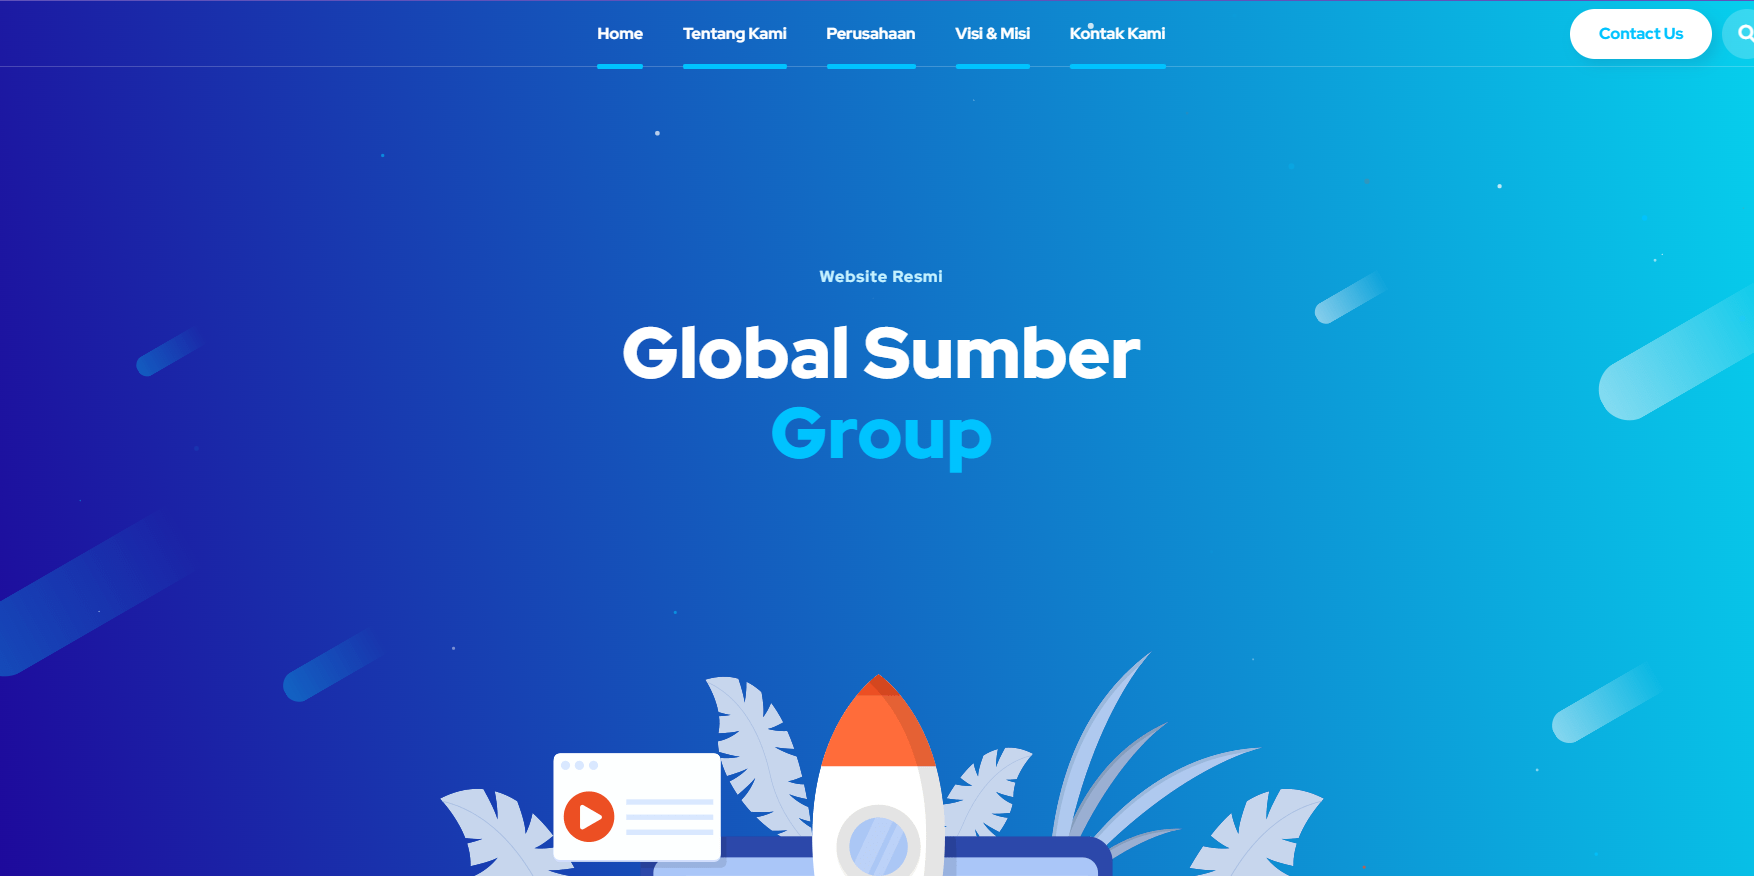 Home Tentang Kami Perusahaan Visi & Misi Kontak Kami Contact Us
Website Resmi
Global Sumber
Group